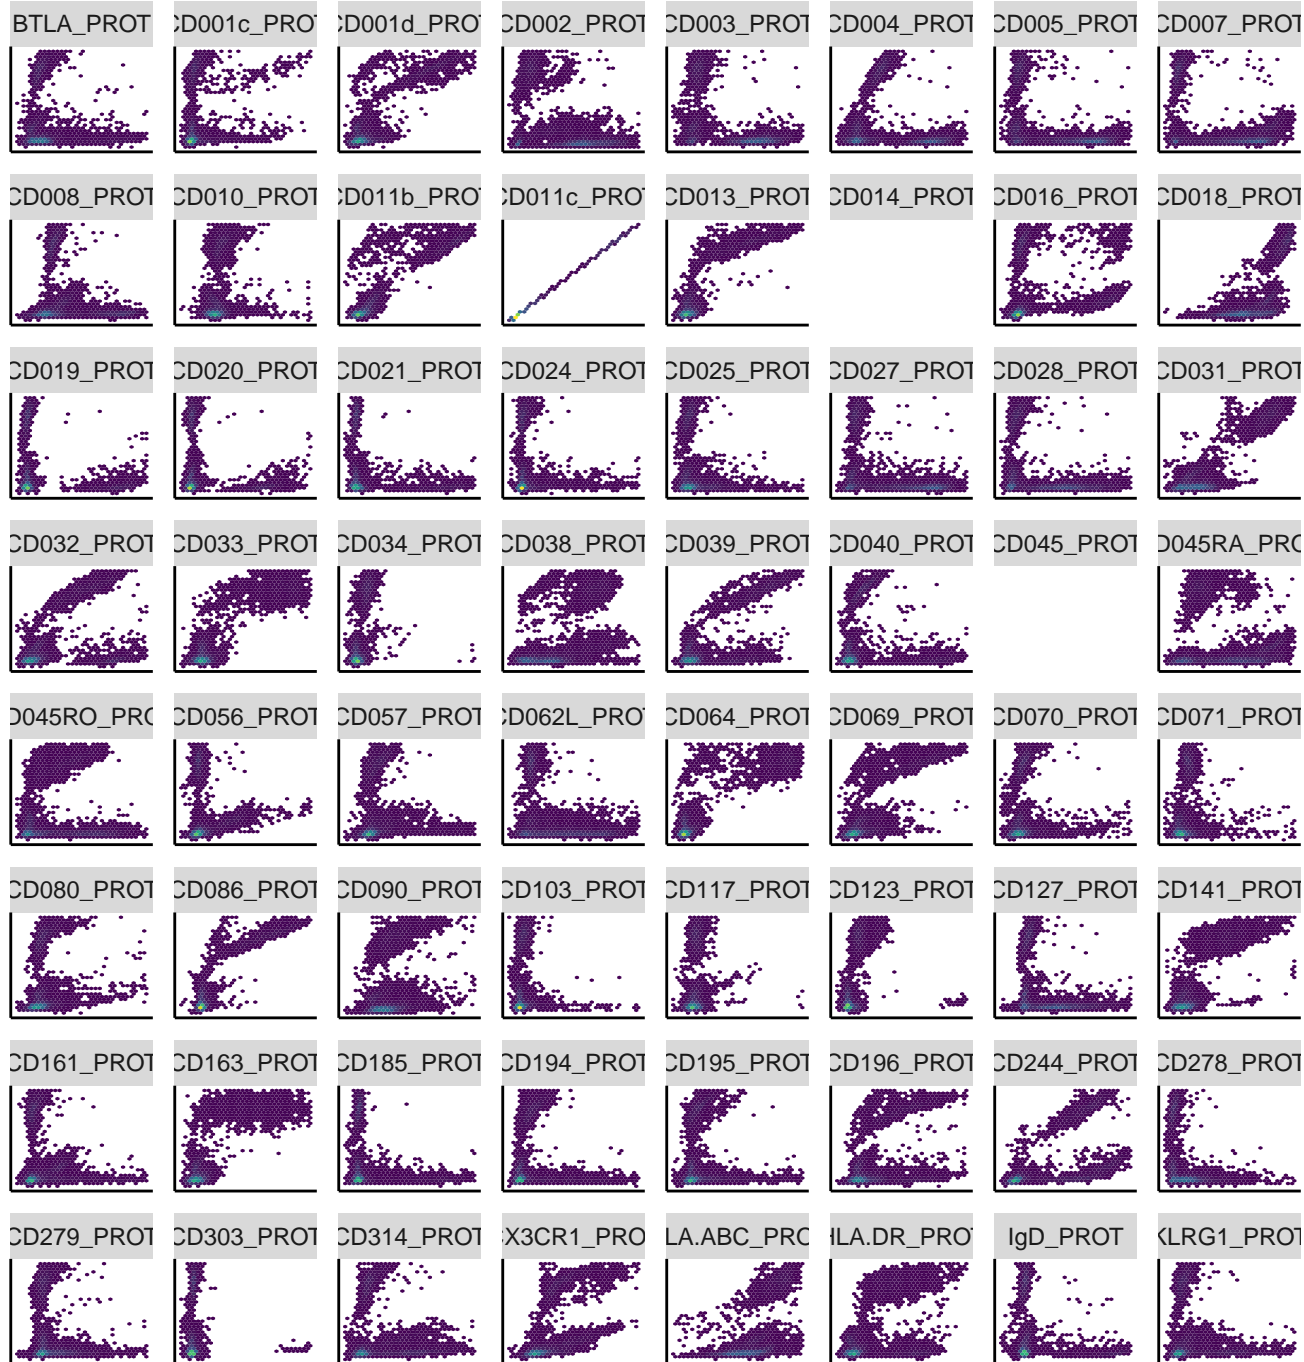 BTLA_PROT CD001c_PROT CD001d_PROT CD002_PROT CD003_PROT CD004_PROT CD005_PROT CD007_PROT
CD008_PROT CD010_PROT CD011b_PROT CD011c_PROT CD013_PROT CD014_PROT CD016_PROT CD018_PROT
CD019_PROT CD020_PROT CD021_PROT CD024_PROT CD025_PROT CD027_PROT CD028_PROT CD031_PROT
CD032_PROT CD033_PROT CD034_PROT CD038_PROT CD039_PROT CD040_PROT CD045_PROT D045RA_PRO
D045RO_PRO CD056_PROT CD057_PROT CD062L_PROT CD064_PROT CD069_PROT CD070_PROT CD071_PROT
CD080_PROT CD086_PROT CD090_PROT CD103_PROT CD117_PROT CD123_PROT CD127_PROT CD141_PROT
CD161_PROT CD163_PROT CD185_PROT CD194_PROT CD195_PROT CD196_PROT CD244_PROT CD278_PROT
CD279_PROT CD303_PROT CD314_PROT CX3CR1_PRO LA.ABC_PRO HLA.DR_PROT IgD_PROT KLRG1_PROT